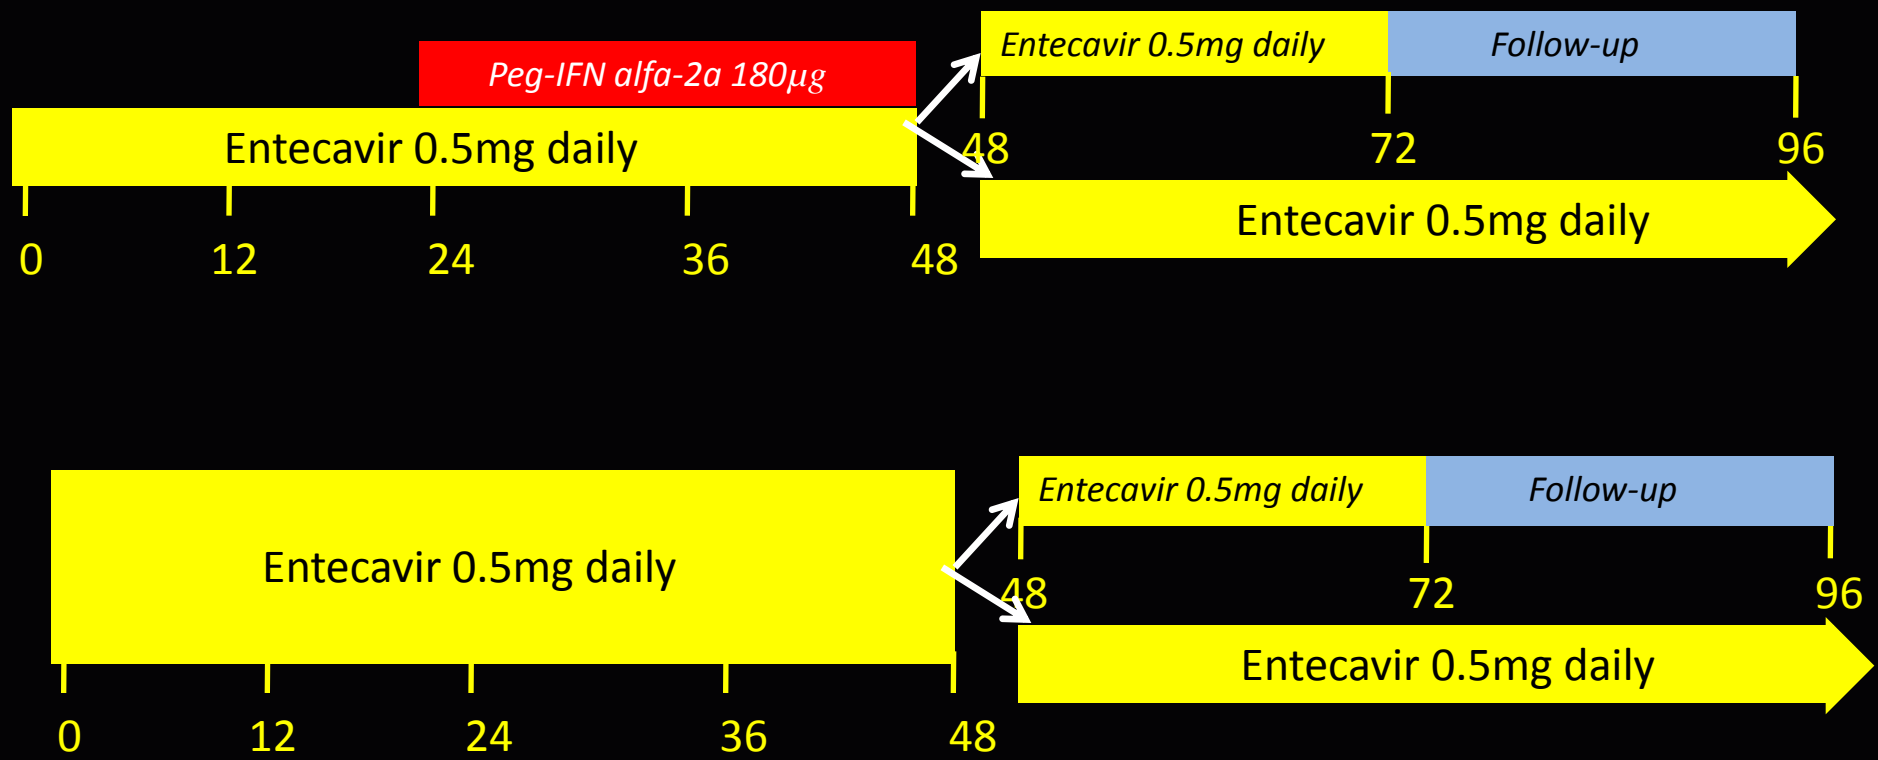 Entecavir 0.5mg daily Follow-up
Peg-IFN alfa-2a 180μg
Entecavir 0.5mg daily
48 72 96
Entecavir 0.5mg daily
0 12 24 36 48
Entecavir 0.5mg daily Follow-up
Entecavir 0.5mg daily
48 72 96
Entecavir 0.5mg daily
0 12 24 36 48